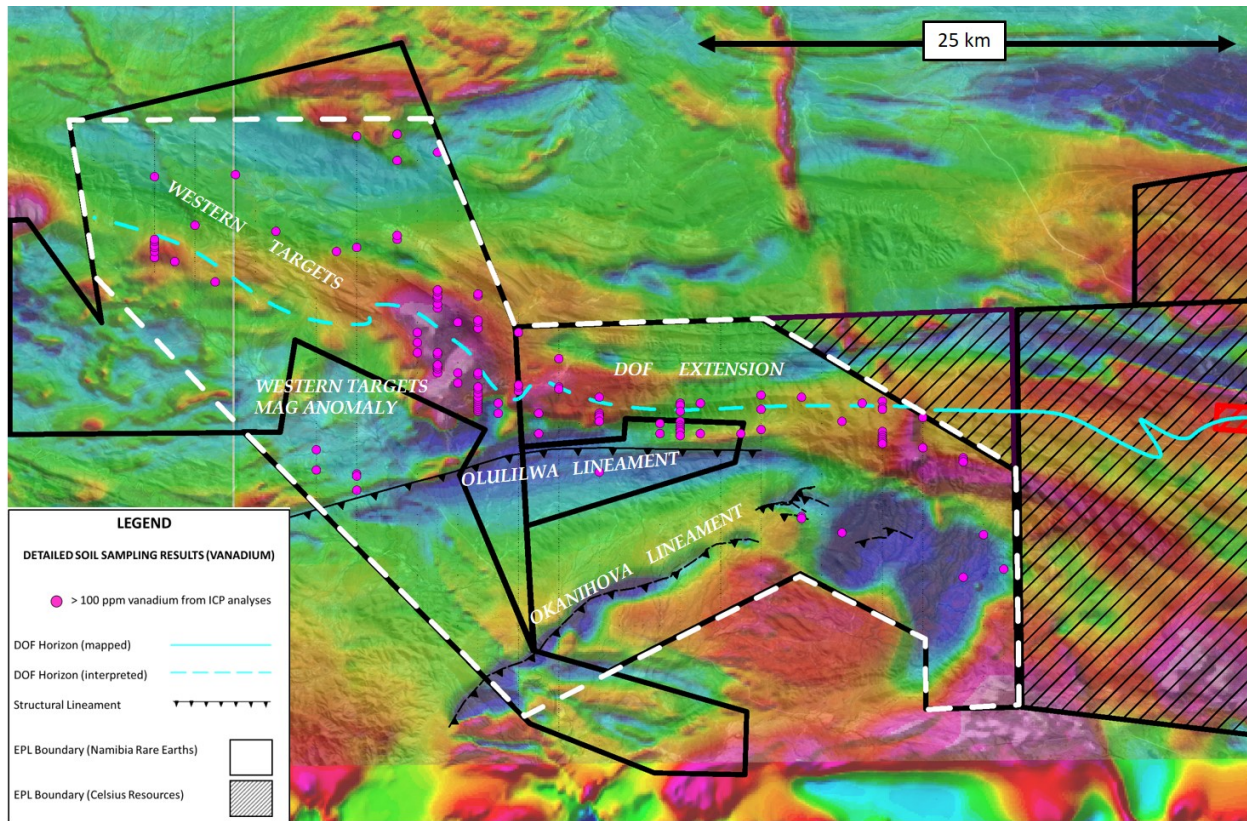 25 km
WESTERN TARGETS
DOF EXTENSION
WESTERN TARGETS
MAG ANOMALY
OLULILWA LINEAMENT
OKANIHOVA LINEAMENT
LEGEND
DETAILED SOIL SAMPLING RESULTS (VANADIUM)
> 100 ppm vanadium from ICP analyses
DOF Horizon (mapped)
DOF Horizon (interpreted)
Structural Lineament
EPL Boundary (Namibia Rare Earths)
EPL Boundary (Celsius Resources)